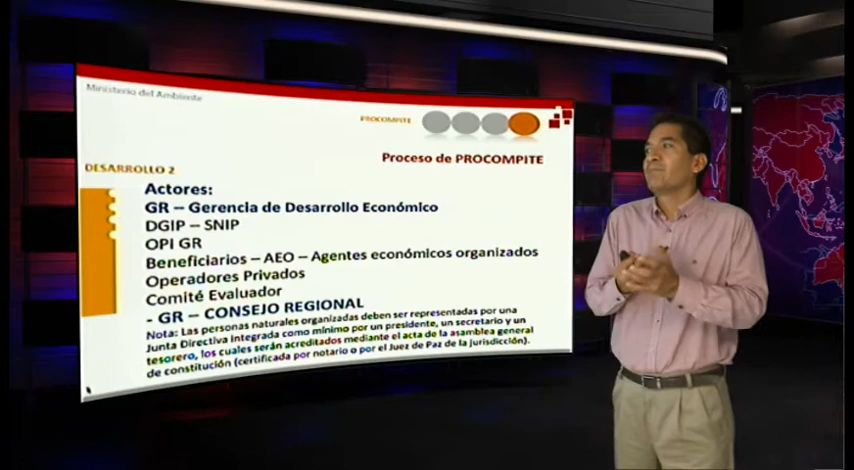 Ministerio del Ambiente
PROCOMPITE
Proceso de PROCOMPITE
DESARROLLO 2
Actores:
GR – Gerencia de Desarrollo Económico
DGIP – SNIP
OPI GR
Beneficiarios – AEO – Agentes económicos organizados
Operadores Privados
Comité Evaluador
- GR – CONSEJO REGIONAL
Nota: Las personas naturales organizadas deben ser representadas por una
Junta Directiva integrada como mínimo por un presidente, un secretario y un
tesorero, los cuales serán acreditados mediante el acta de la asamblea general
de constitución (certificada por notario o por el Juez de Paz de la jurisdicción).